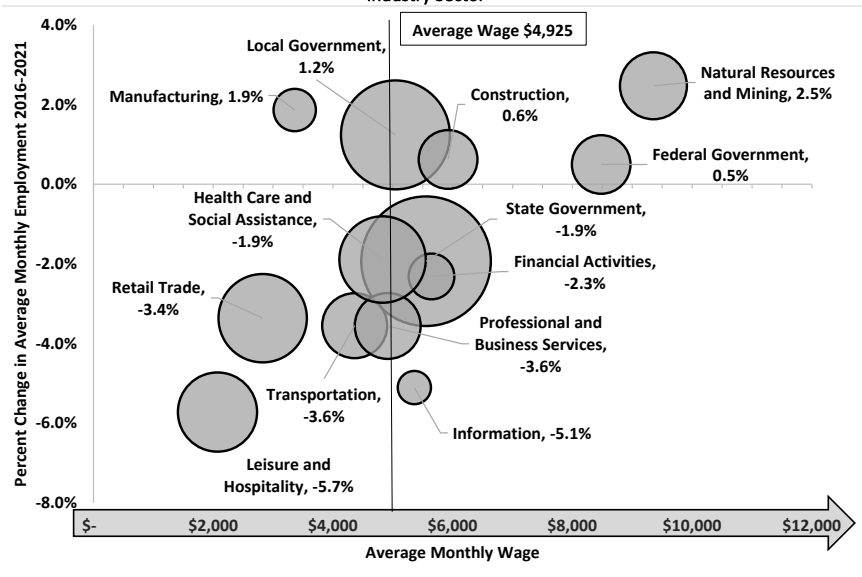 Industry Sector
Average Wage $4,925
Local Government,
1.2%
Manufacturing, 1.9%
Construction,
0.6%
Natural Resources
and Mining, 2.5%
Federal Government,
0.5%
Health Care and
Social Assistance,
-1.9%
State Government,
-1.9%
Financial Activities,
-2.3%
Retail Trade,
-3.4%
Professional and
Business Services,
-3.6%
Transportation,
-3.6%
Information, -5.1%
Leisure and
Hospitality, -5.7%
Percent Change in Average Monthly Employment 2016-2021
4.0%
2.0%
0.0%
-2.0%
-4.0%
-6.0%
-8.0%
$- $2,000 $4,000 $6,000 $8,000 $10,000 $12,000
Average Monthly Wage